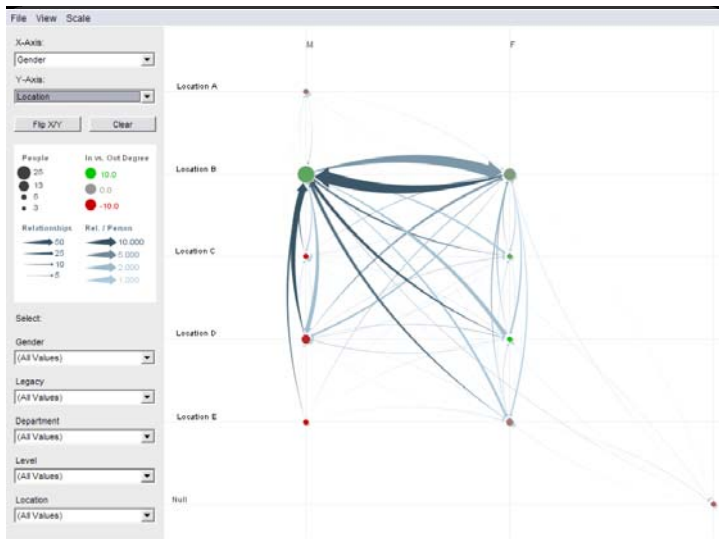 File View Scale
X-Axis:
Gender
Y-Axis:
Location
Flip X/Y Clear
People In vs. Out Degree
25 10.0
13 0.0
6
3 -10.0
Relationships Rel. / Person
50 10.000
25 5.000
10 2.000
5 1.000
Select:
Gender
(All Values)
Legacy
(All Values)
Department
(All Values)
Level
(All Values)
Location
(All Values)
M F
Location A
Location B
Location C
Location D
Location E
Null